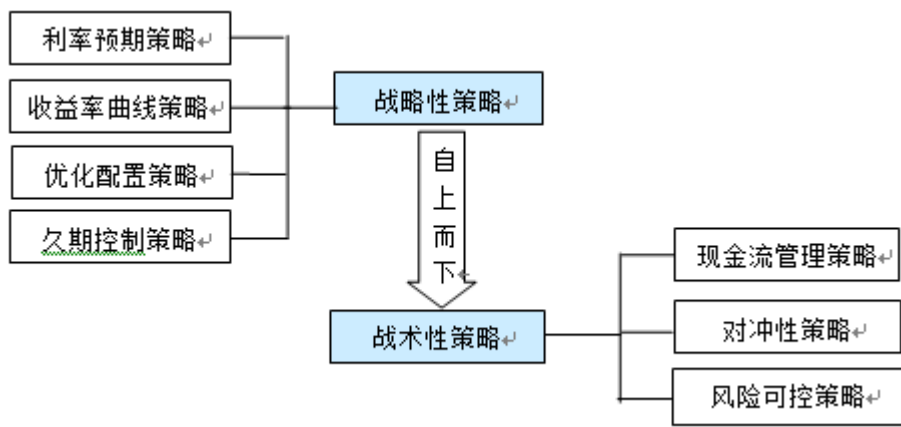 利率预期策略
收益率曲线策略
优化配置策略
久期控制策略
战略性策略
自
上
而
下
战术性策略
现金流管理策略
对冲性策略
风险可控策略